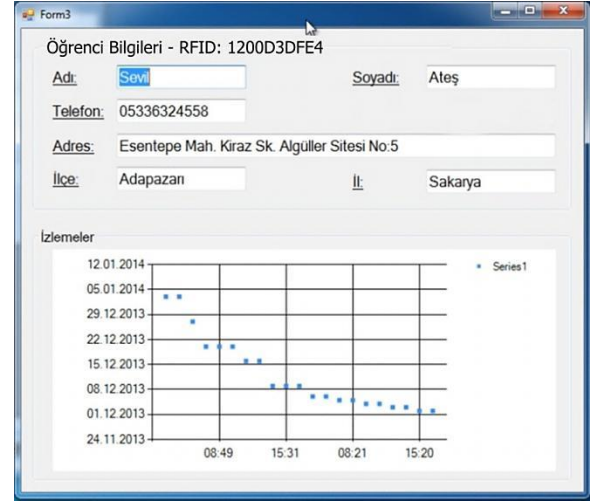 Form3
Öğrenci Bilgileri - RFID: 1200D3DFE4
Adı: Sevil Soyadı: Ateş
Telefon: 05336324558
Adres: Esentepe Mah. Kiraz Sk. Algüller Sitesi No:5
İlçe: Adapazarı İl: Sakarya
İzlemeler
12.01.2014
Series1
05.01.2014
29.12.2013
22.12.2013
15.12.2013
08.12.2013
01.12.2013
24.11.2013
08:49 15:31 08:21 15:20